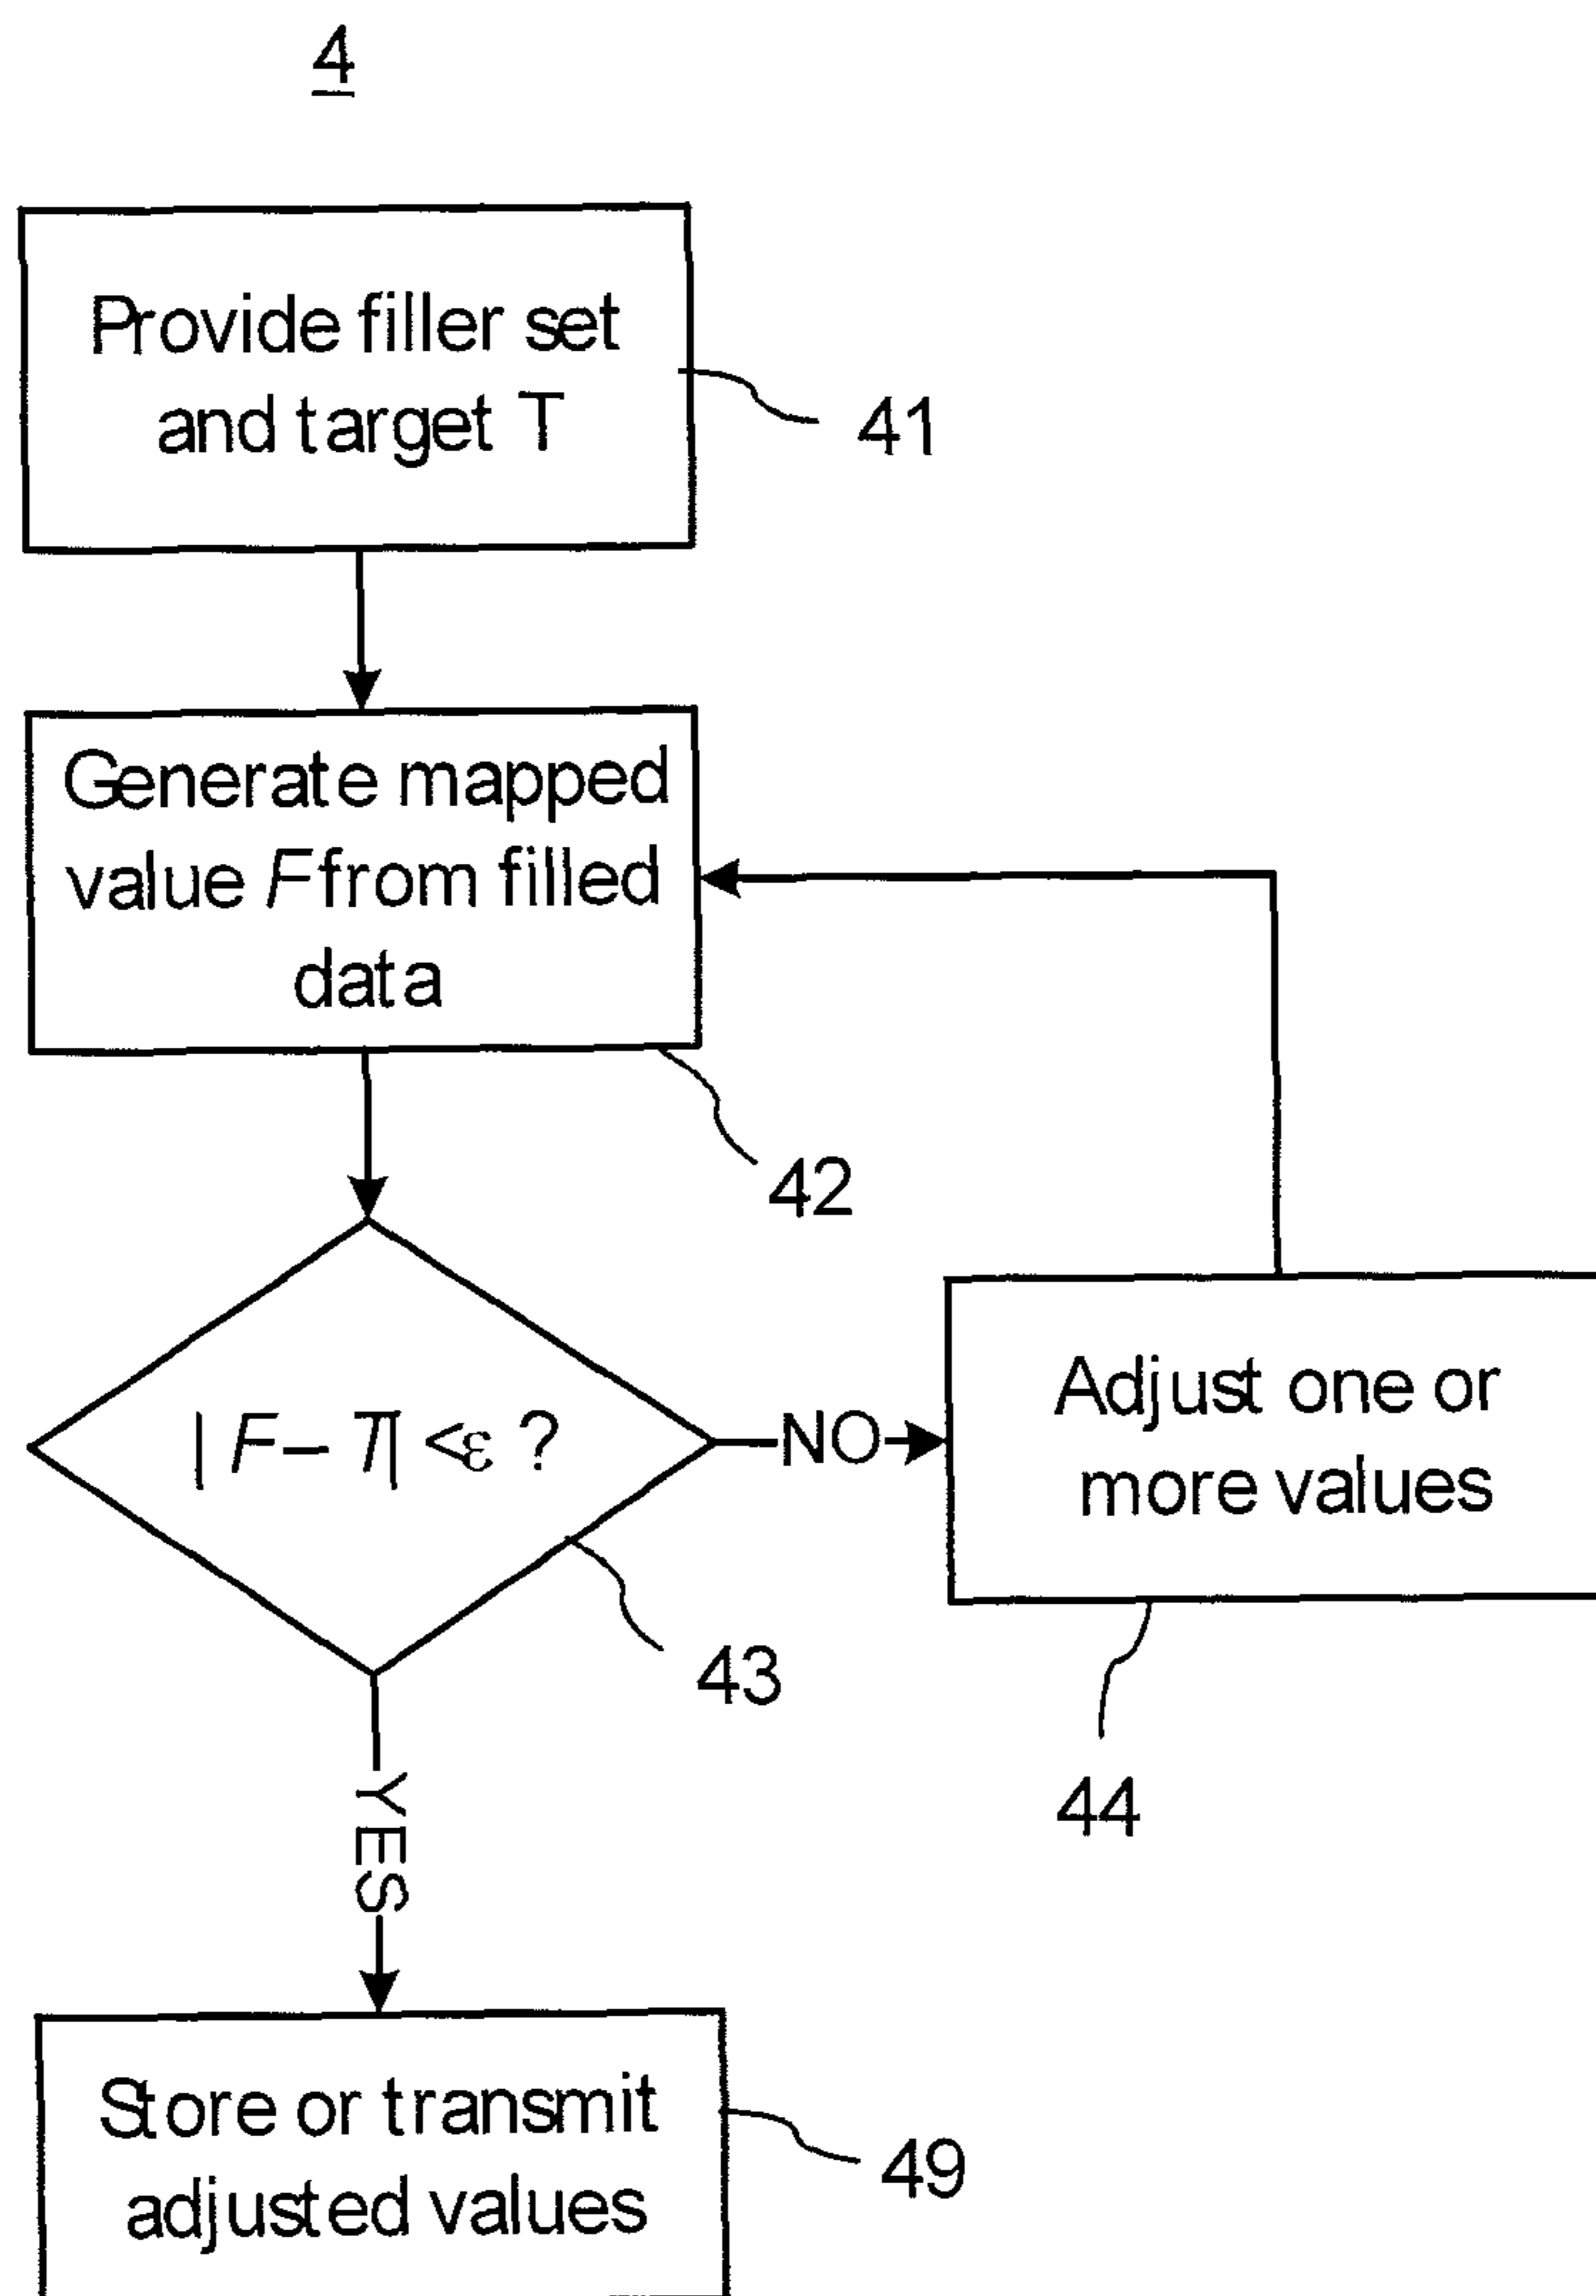 4
Provide filler set
and target T
41
Generate mapped
value F from filled
data
42
| F – T| <ε ?
NO
Adjust one or
more values
43
44
YES
Store or transmit
adjusted values
49